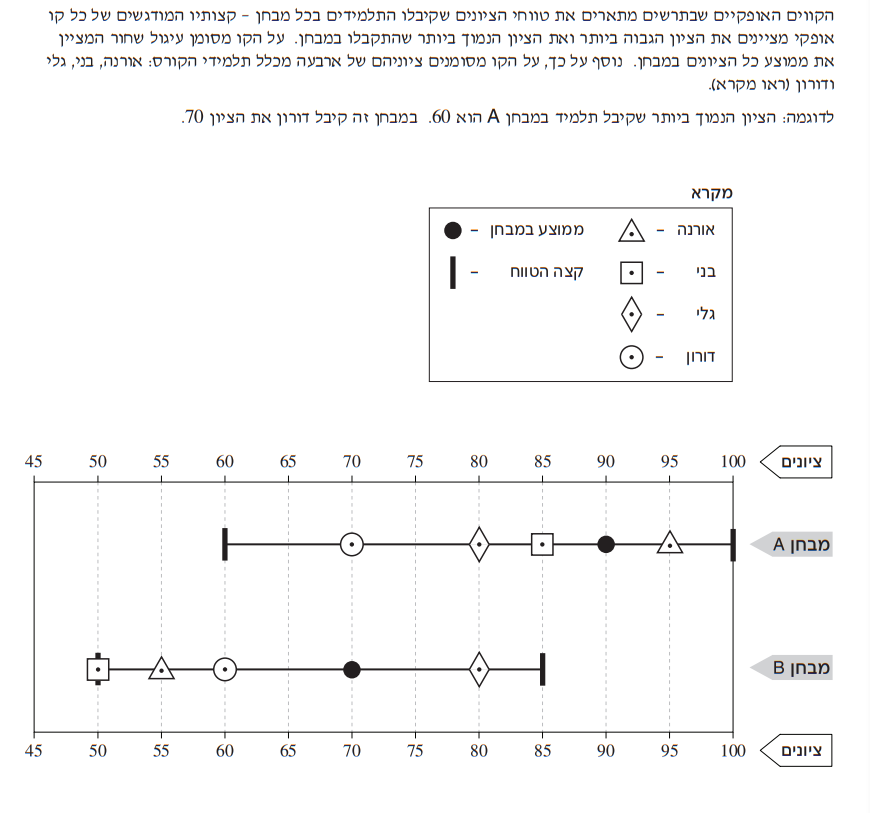 הקווים האופקיים שבתרשים מתארים את טווחי הציונים שקיבלו התלמידים בכל מבחן – קצותיו המודגשים של כל קו
אופקי מציינים את הציון הגבוה ביותר ואת הציון הנמוך ביותר שהתקבלו במבחן. על הקו מסומן עיגול שחור המציין
את ממוצע כל הציונים במבחן. נוסף על כך, על הקו מסומנים ציוניהם של ארבעה מכלל תלמידי הקורס: אורנה, בני, גלי
ודורון (ראו מקרא).
לדוגמה: הציון הנמוך ביותר שקיבל תלמיד במבחן A הוא 60. במבחן זה קיבל דורון את הציון 70.
מקרא
אורנה – ממוצע במבחן –
בני – קצה הטווח –
גלי –
דורון –
45 50 55 60 65 70 75 80 85 90 95 100 ציונים
מבחן A
מבחן B
45 50 55 60 65 70 75 80 85 90 95 100 ציונים